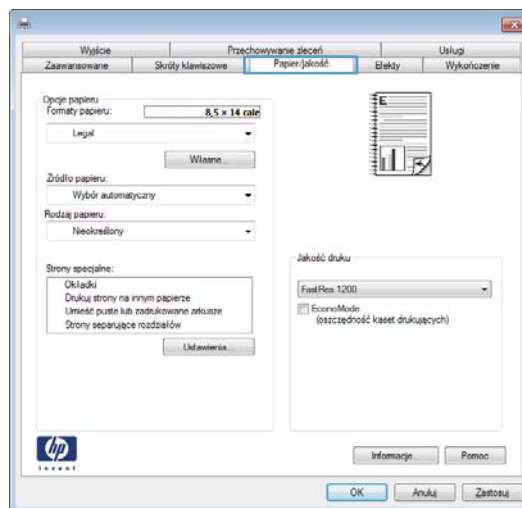 Wyjście Przechowywanie zleceń Usługi
Zaawansowane Skróty klawiszowe Papier/jakość Efekty Wykończenie
Opcje papieru
Formaty papieru: 8,5 × 14 cale
Legal
Własne...
Źródło papieru:
Wybór automatyczny
Rodzaj papieru:
Nieokreślony
Strony specjalne:
Okładki
Drukuj strony na innym papierze
Umieść puste lub zadrukowane arkusze
Strony separujące rozdziałów
Ustawienia...
E
Jakość druku
FastRes 1200
EconoMode
(oszczędność kaset drukujących)
hp
invent
Informacje... Pomoc
OK Anuluj Zastosuj